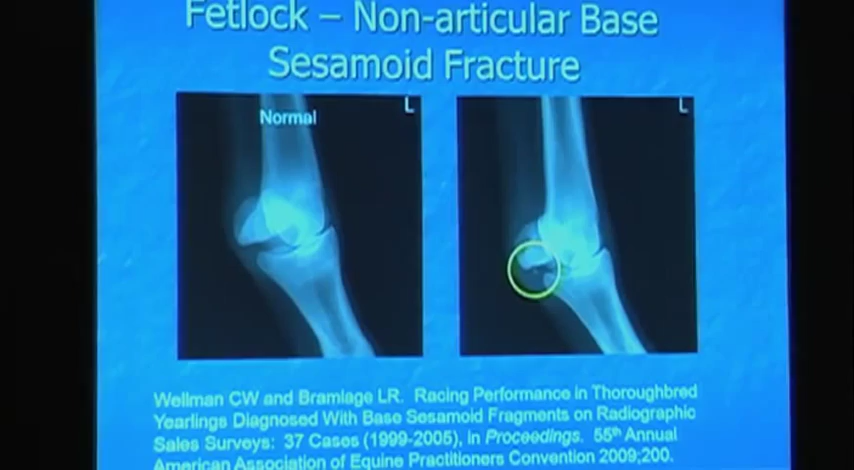 Fetlock – Non-articular Base
Sesamoid Fracture
Normal
L
L
Wellman CW and Bramlage LR. Racing Performance in Thoroughbred
Yearlings Diagnosed With Base Sesamoid Fragments on Radiographic
Sales Surveys: 37 Cases (1999-2005), in Proceedings. 55th Annual
American Association of Equine Practitioners Convention 2009;200.